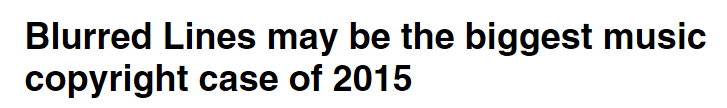 Blurred Lines may be the biggest music
copyright case of 2015